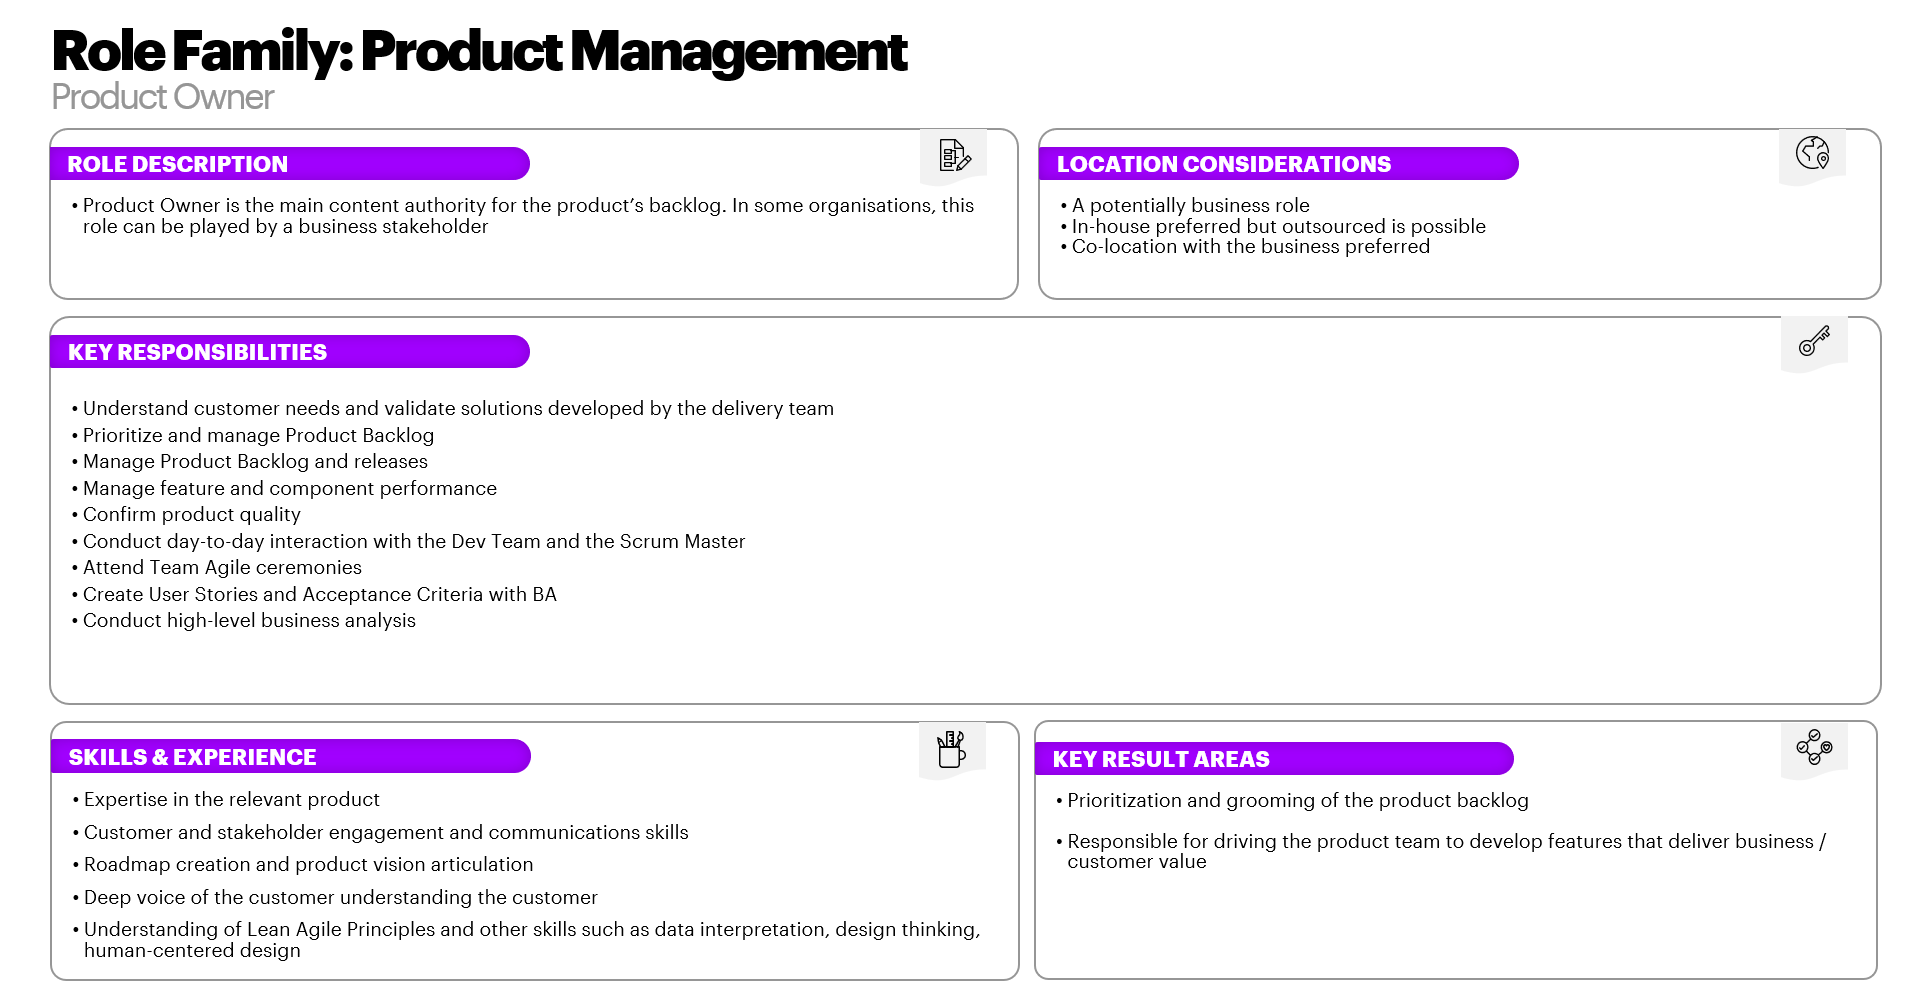 Role Family: Product Management
Product Owner
ROLE DESCRIPTION
• Product Owner is the main content authority for the product’s backlog. In some organisations, this
role can be played by a business stakeholder
LOCATION CONSIDERATIONS
• A potentially business role
• In-house preferred but outsourced is possible
• Co-location with the business preferred
KEY RESPONSIBILITIES
• Understand customer needs and validate solutions developed by the delivery team
• Prioritize and manage Product Backlog
• Manage Product Backlog and releases
• Manage feature and component performance
• Confirm product quality
• Conduct day-to-day interaction with the Dev Team and the Scrum Master
• Attend Team Agile ceremonies
• Create User Stories and Acceptance Criteria with BA
• Conduct high-level business analysis
SKILLS & EXPERIENCE
• Expertise in the relevant product
• Customer and stakeholder engagement and communications skills
• Roadmap creation and product vision articulation
• Deep voice of the customer understanding the customer
• Understanding of Lean Agile Principles and other skills such as data interpretation, design thinking,
human-centered design
KEY RESULT AREAS
• Prioritization and grooming of the product backlog
• Responsible for driving the product team to develop features that deliver business /
customer value